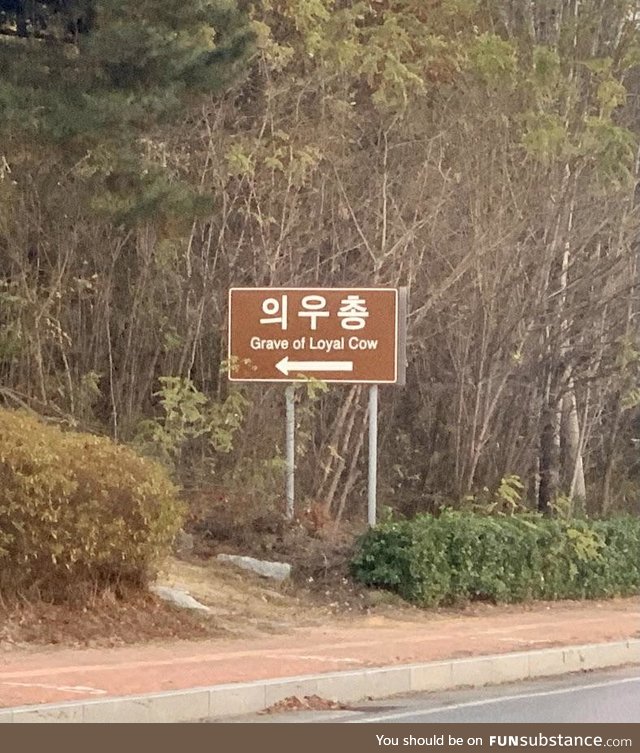 의우총
Grave of Loyal Cow
You should be on FUNsubstance.com